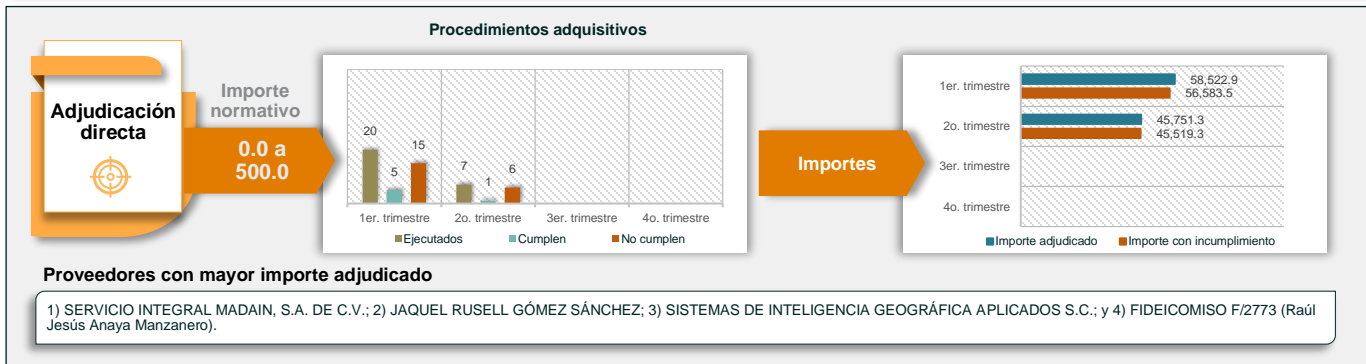 Procedimientos adquisitivos
Adjudicación
directa
Importe
normativo
0.0 a
500.0
20
5
15
7
1
6
1er. trimestre
2o. trimestre
3er. trimestre
4o. trimestre
Ejecutados
Cumplen
No cumplen
Importes
1er. trimestre
58,522.9
56,583.5
2o. trimestre
45,751.3
45,519.3
3er. trimestre
4o. trimestre
Importe adjudicado
Importe con incumplimiento
Proveedores con mayor importe adjudicado
1) SERVICIO INTEGRAL MADAIN, S.A. DE C.V.; 2) JAQUEL RUSELL GÓMEZ SÁNCHEZ; 3) SISTEMAS DE INTELIGENCIA GEOGRÁFICA APLICADOS S.C.; y 4) FIDEICOMISO F/2773 (Raúl
Jesús Anaya Manzanero).